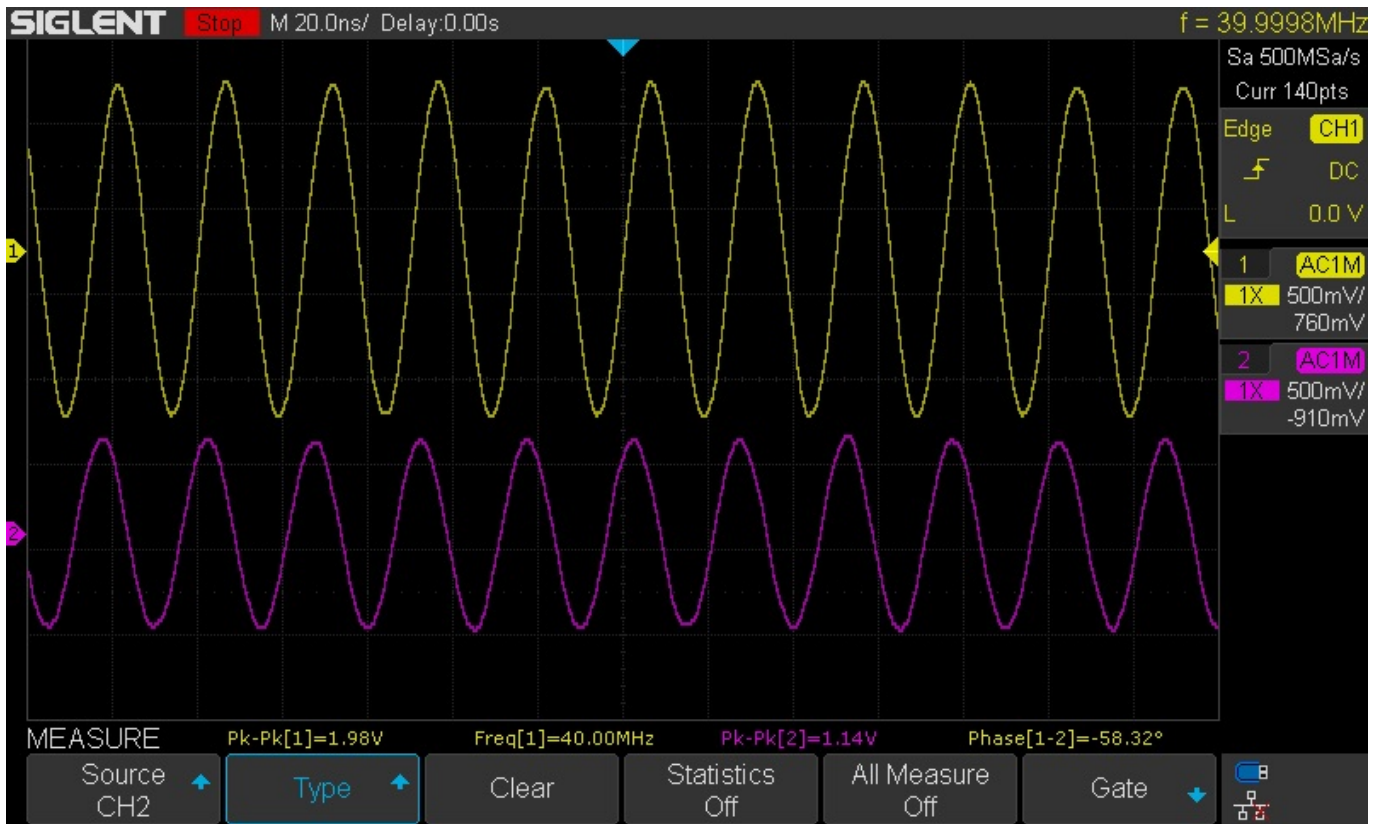 SIGLENT Stop M 20.0ns/ Delay:0.00s f = 39.9998MHz
Sa 500MSa/s
Curr 140pts
Edge CH1
DC
L 0.0 V
1 AC1M
1X 500mV/
760mV
2 AC1M
1X 500mV/
-910mV
1
2
MEASURE Pk-Pk[1]=1.98V Freq[1]=40.00MHz Pk-Pk[2]=1.14V Phase[1-2]=-58.32°
Source Type Clear Statistics All Measure Gate
CH2 Off Off